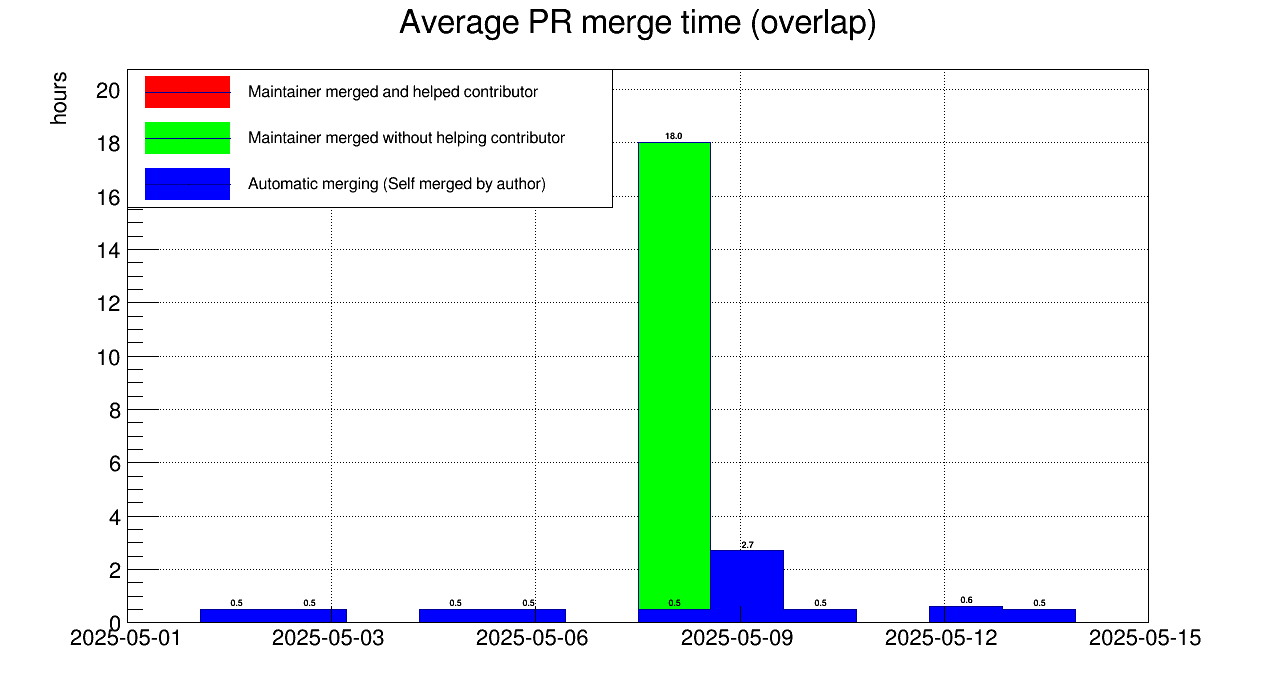 Average PR merge time (overlap)
hours
Maintainer merged and helped contributor
Maintainer merged without helping contributor
Automatic merging (Self merged by author)
20
18
16
14
12
10
8
6
4
2
0
18.0
2.7
0.5 0.5 0.5 0.5 0.5 0.5 0.6 0.5
2025-05-01 2025-05-03 2025-05-06 2025-05-09 2025-05-12 2025-05-15